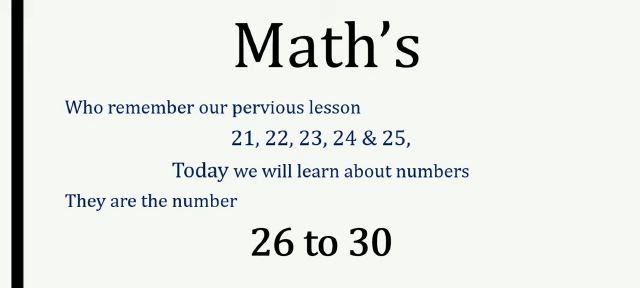 Math’s
Who remember our pervious lesson
21, 22, 23, 24 & 25,
Today we will learn about numbers
They are the number
26 to 30